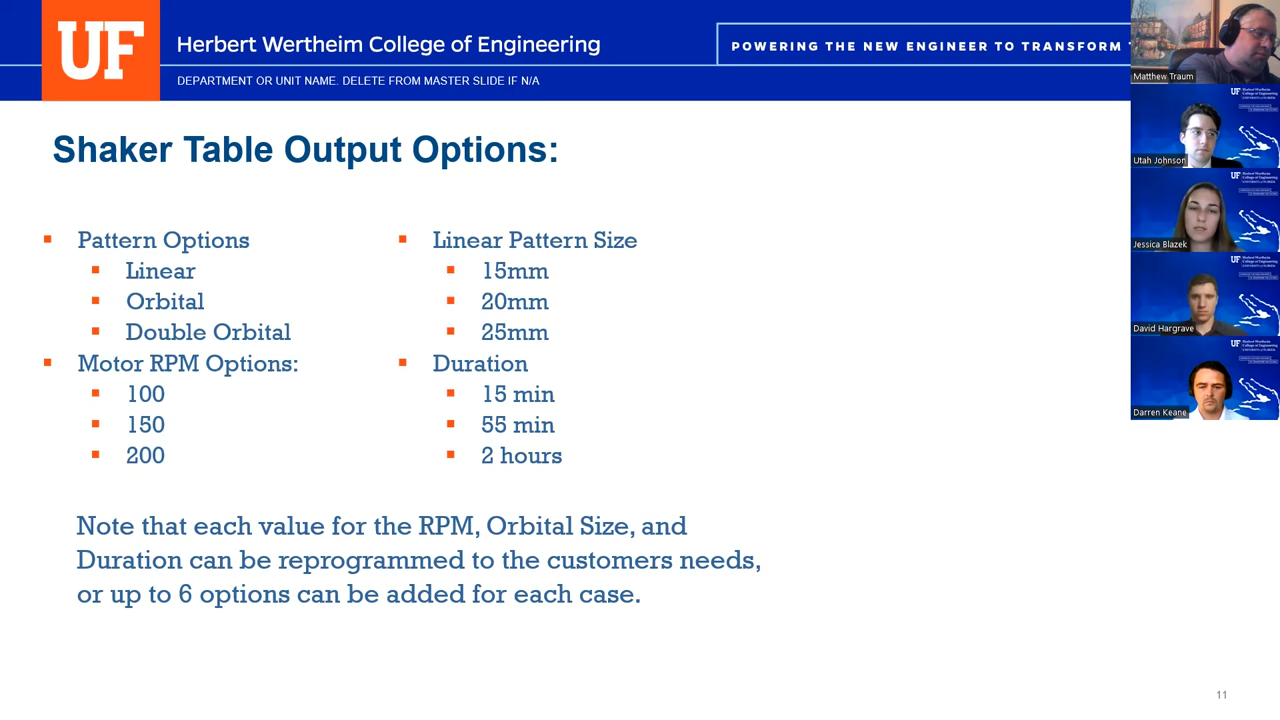 UF
Herbert Wertheim College of Engineering
POWERING THE NEW ENGINEER TO TRANSFORM
DEPARTMENT OR UNIT NAME. DELETE FROM MASTER SLIDE IF N/A
Shaker Table Output Options:
Pattern Options
Linear
Orbital
Double Orbital
Motor RPM Options:
100
150
200
Linear Pattern Size
15mm
20mm
25mm
Duration
15 min
55 min
2 hours
Note that each value for the RPM, Orbital Size, and
Duration can be reprogrammed to the customers needs,
or up to 6 options can be added for each case.
11
Matthew Traum
UF
Utah Johnson
UF
Jessica Blazek
UF
David Hargrave
UF
Darren Keane